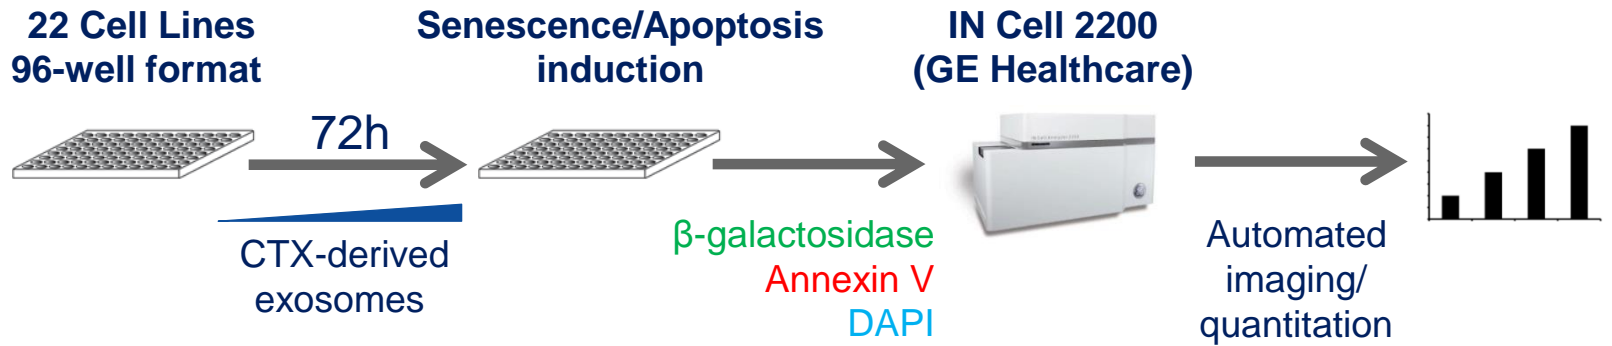 22 Cell Lines
96-well format
72h
CTX-derived
exosomes
Senescence/Apoptosis
induction
β-galactosidase
Annexin V
DAPI
IN Cell 2200
(GE Healthcare)
Automated
imaging/
quantitation